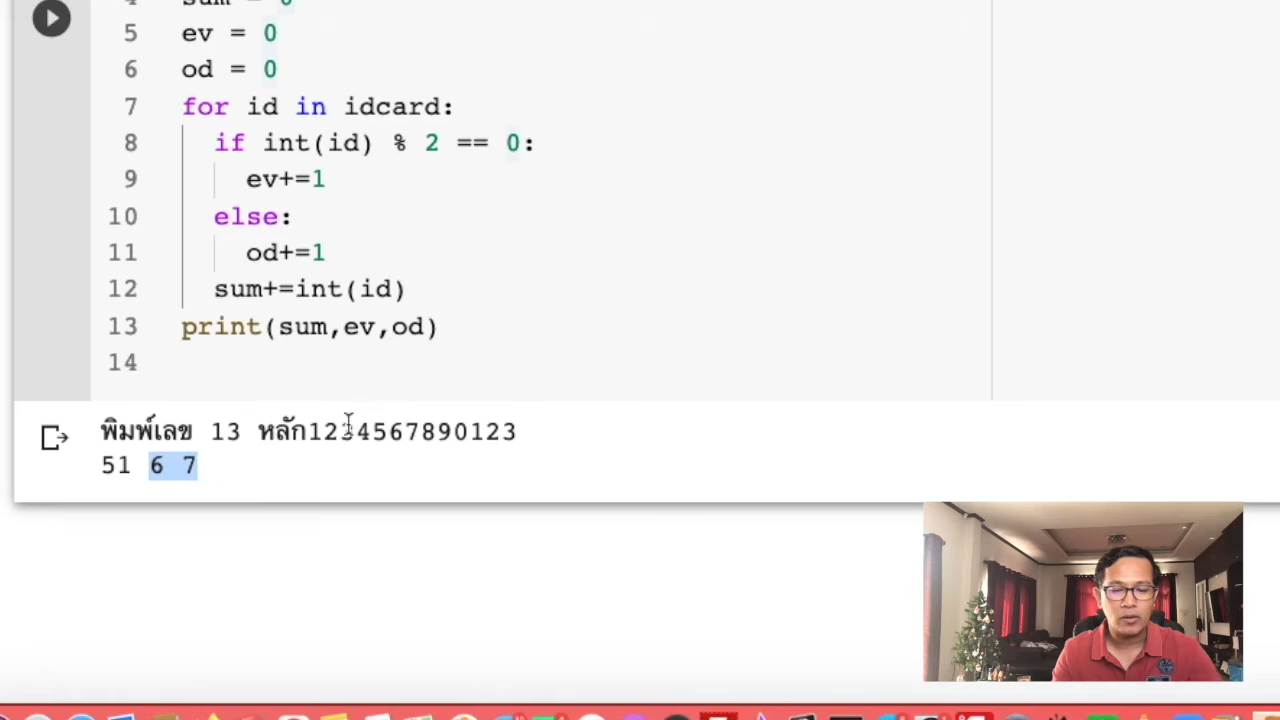 4 sum = 0
5 ev = 0
6 od = 0
7 for id in idcard:
8 if int(id) % 2 == 0:
9 ev+=1
10 else:
11 od+=1
12 sum+=int(id)
13 print(sum,ev,od)
14
พิมพ์เลข 13 หลัก1234567890123
51 6 7